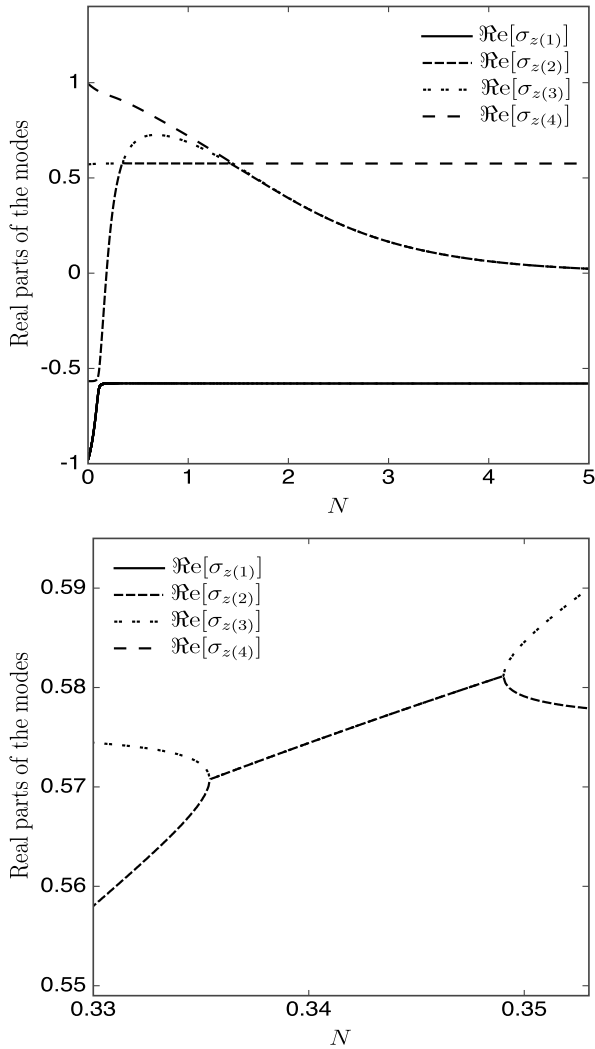 ℜe[σz(1)]
ℜe[σz(2)]
ℜe[σz(3)]
ℜe[σz(4)]
1
0.5
0
-0.5
-1
Real parts of the modes
0 1 2 3 4 5
N
ℜe[σz(1)]
ℜe[σz(2)]
ℜe[σz(3)]
ℜe[σz(4)]
0.59
0.58
0.57
0.56
0.55
Real parts of the modes
0.33 0.34 0.35
N